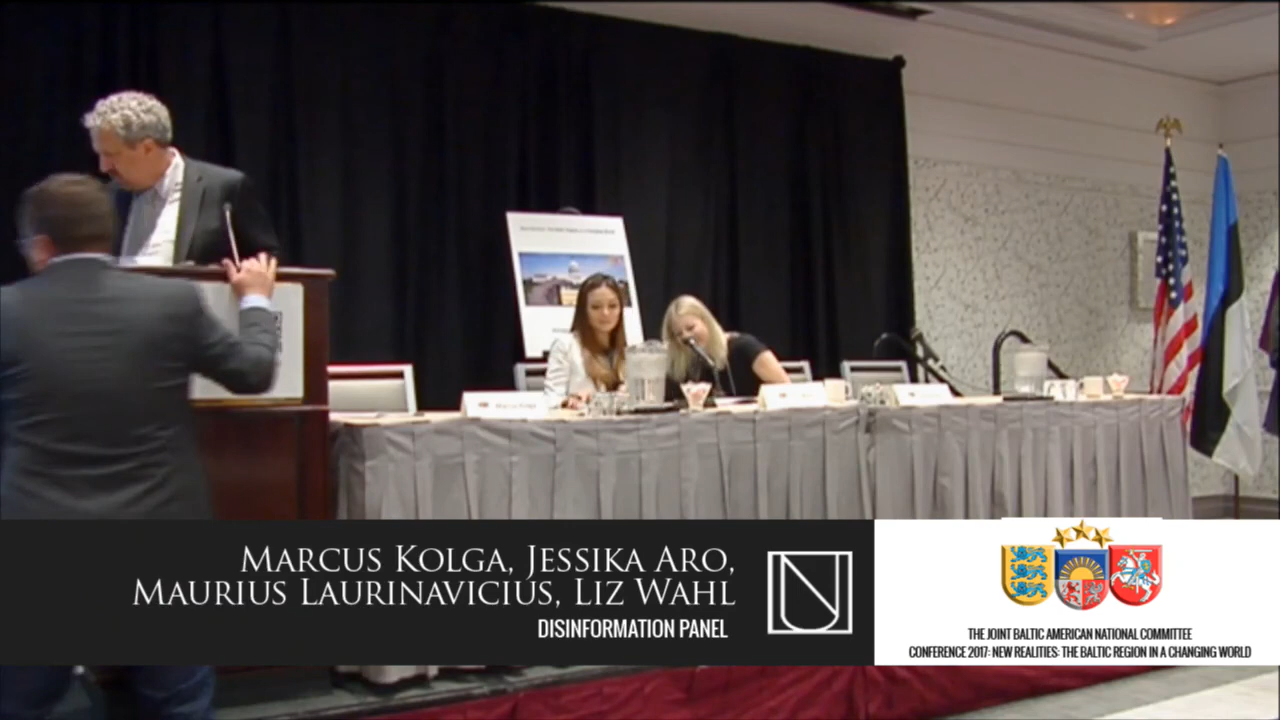 MARCUS KOLGA, JESSIKA ARO,
MAURIUS LAURINAVICIUS, LIZ WAHL
DISINFORMATION PANEL
THE JOINT BALTIC AMERICAN NATIONAL COMMITTEE
CONFERENCE 2017: NEW REALITIES: THE BALTIC REGION IN A CHANGING WORLD